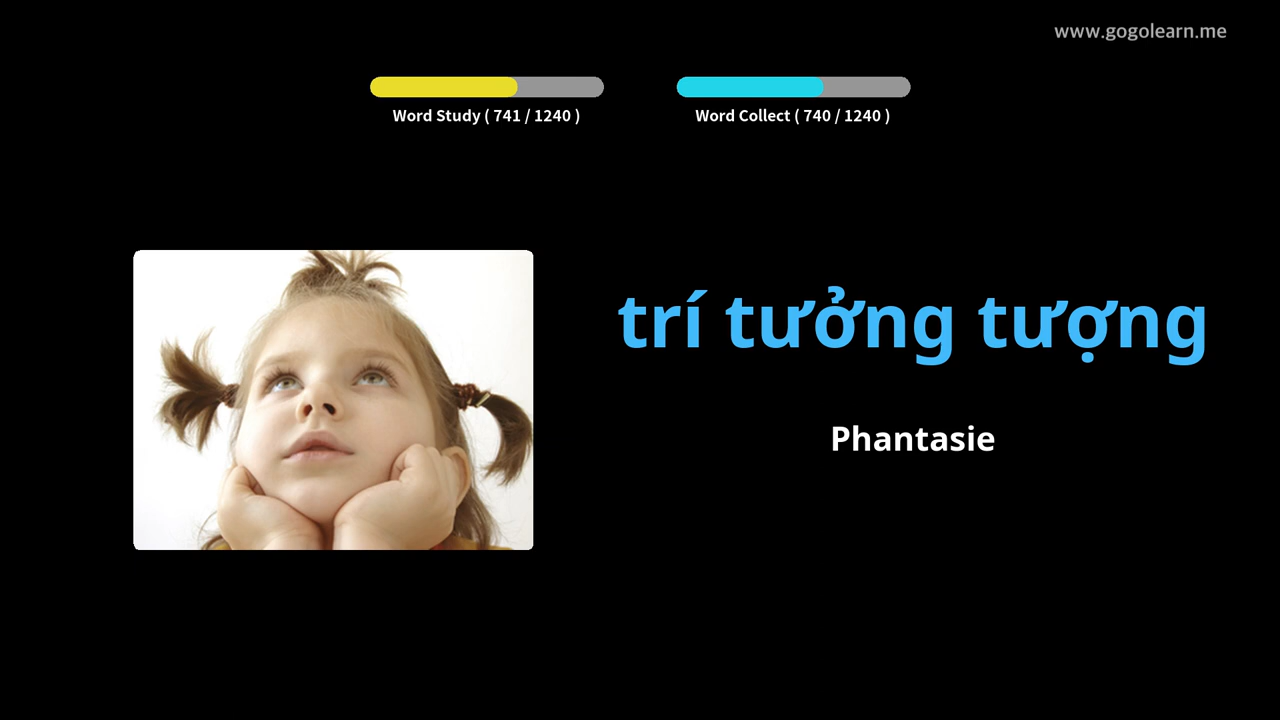 www.gogolearn.me
Word Study ( 741 / 1240 )
Word Collect ( 740 / 1240 )
trí tưởng tượng
Phantasie